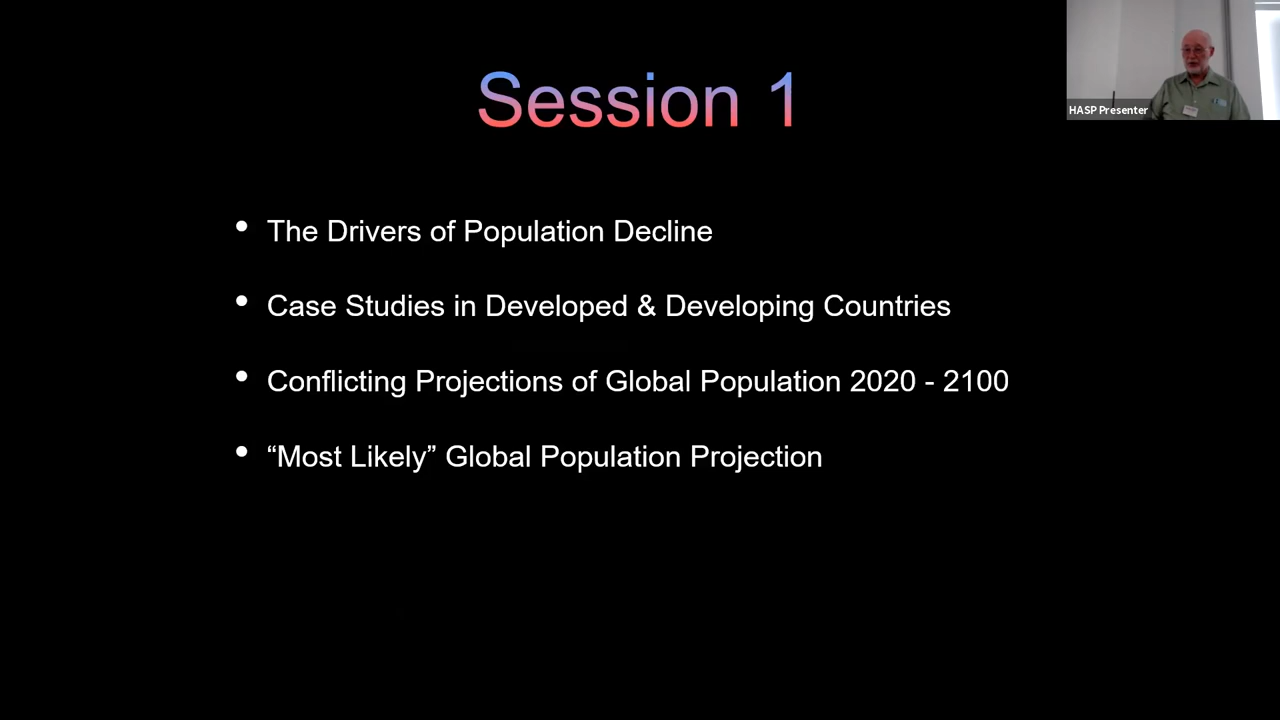 Session 1
HASP Presenter
• The Drivers of Population Decline
• Case Studies in Developed & Developing Countries
• Conflicting Projections of Global Population 2020 - 2100
• “Most Likely” Global Population Projection